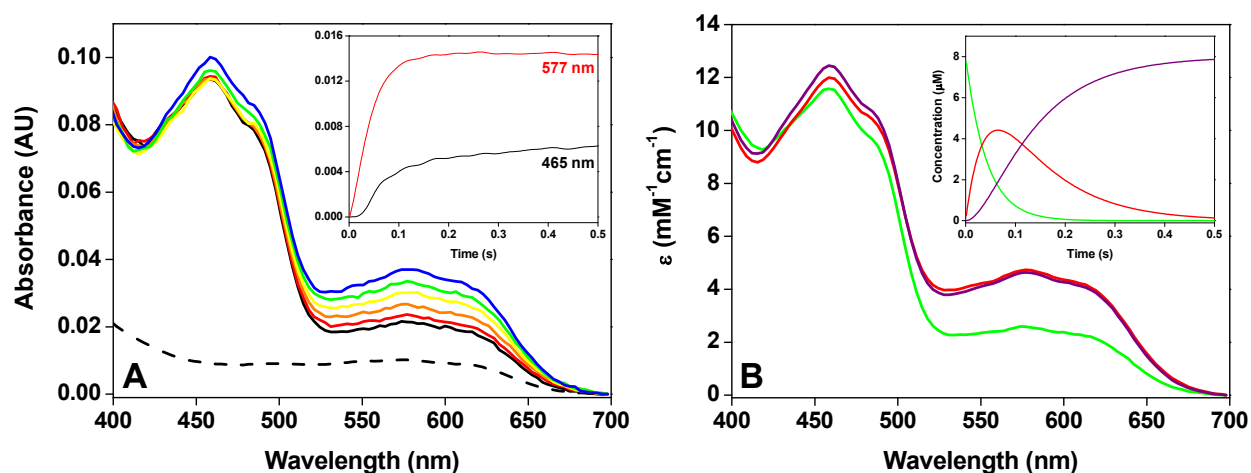 0.10
0.08
0.06
0.04
0.02
0.00
Absorbance (AU)
400 450 500 550 600 650 700
Wavelength (nm)
A
0.016
0.012
0.008
0.004
0.000
0.0 0.1 0.2 0.3 0.4 0.5
Time (s)
577 nm
465 nm
14
12
10
8
6
4
2
0
ε (mM⁻¹cm⁻¹)
400 450 500 550 600 650 700
Wavelength (nm)
B
8
6
4
2
0
Concentration (µM)
0.0 0.1 0.2 0.3 0.4 0.5
Time (s)